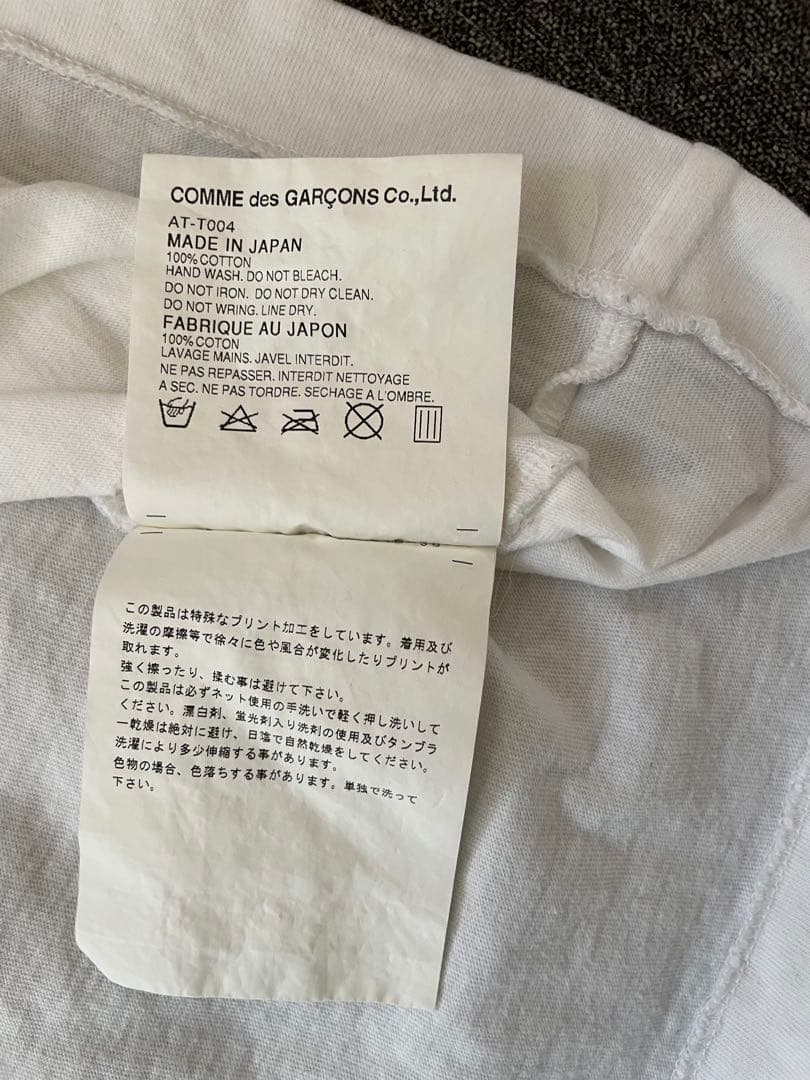 COMME des GARÇONS Co.,Ltd.
AT-T004
MADE IN JAPAN
100% COTTON
HAND WASH. DO NOT BLEACH.
DO NOT IRON. DO NOT DRY CLEAN.
DO NOT WRING. LINE DRY.
FABRIQUE AU JAPON
100% COTON
LAVAGE MAINS. JAVEL INTERDIT.
NE PAS REPASSER. INTERDIT NETTOYAGE
A SEC. NE PAS TORDRE. SECHAGE A L'OMBRE.
この製品は特殊なプリント加工をしています。着用及び
洗濯の摩擦等で徐々に色や風合が変化したりプリントが
取れます。
強く擦ったり、揉む事は避けて下さい。
この製品は必ずネット使用の手洗いで軽く押し洗いして
ください。漂白剤、蛍光剤入り洗剤の使用及びタンブラ
ー乾燥は絶対に避け、日陰で自然乾燥をしてください。
洗濯により多少伸縮する事があります。
色物の場合、色落ちする事があります。単独で洗って
下さい。